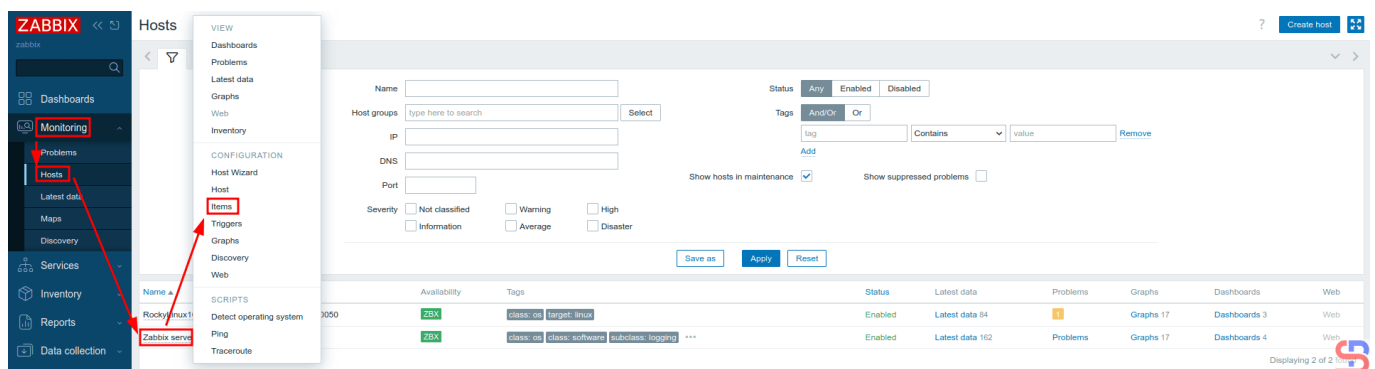 ZABBIX
zabbix
Dashboards
Monitoring
Problems
Hosts
Latest data
Maps
Discovery
Services
Inventory
Reports
Data collection
Hosts
? Create host
VIEW
Dashboards
Problems
Latest data
Graphs
Web
Inventory
CONFIGURATION
Host Wizard
Host
Items
Triggers
Graphs
Discovery
Web
SCRIPTS
Detect operating system
Ping
Traceroute
Name
Host groups type here to search Select
IP
DNS
Port
Severity Not classified Warning High
Information Average Disaster
Status Any Enabled Disabled
Tags And/Or Or
tag Contains value Remove
Add
Show hosts in maintenance Show suppressed problems
Save as Apply Reset
Name Availability Tags Status Latest data Problems Graphs Dashboards Web
0050 ZBX class: os target: linux Enabled Latest data 84 1 Graphs 17 Dashboards 3 Web
Zabbix serve ZBX class: os class: software subclass: logging ••• Enabled Latest data 162 Problems Graphs 17 Dashboards 4 Web
Displaying 2 of 2